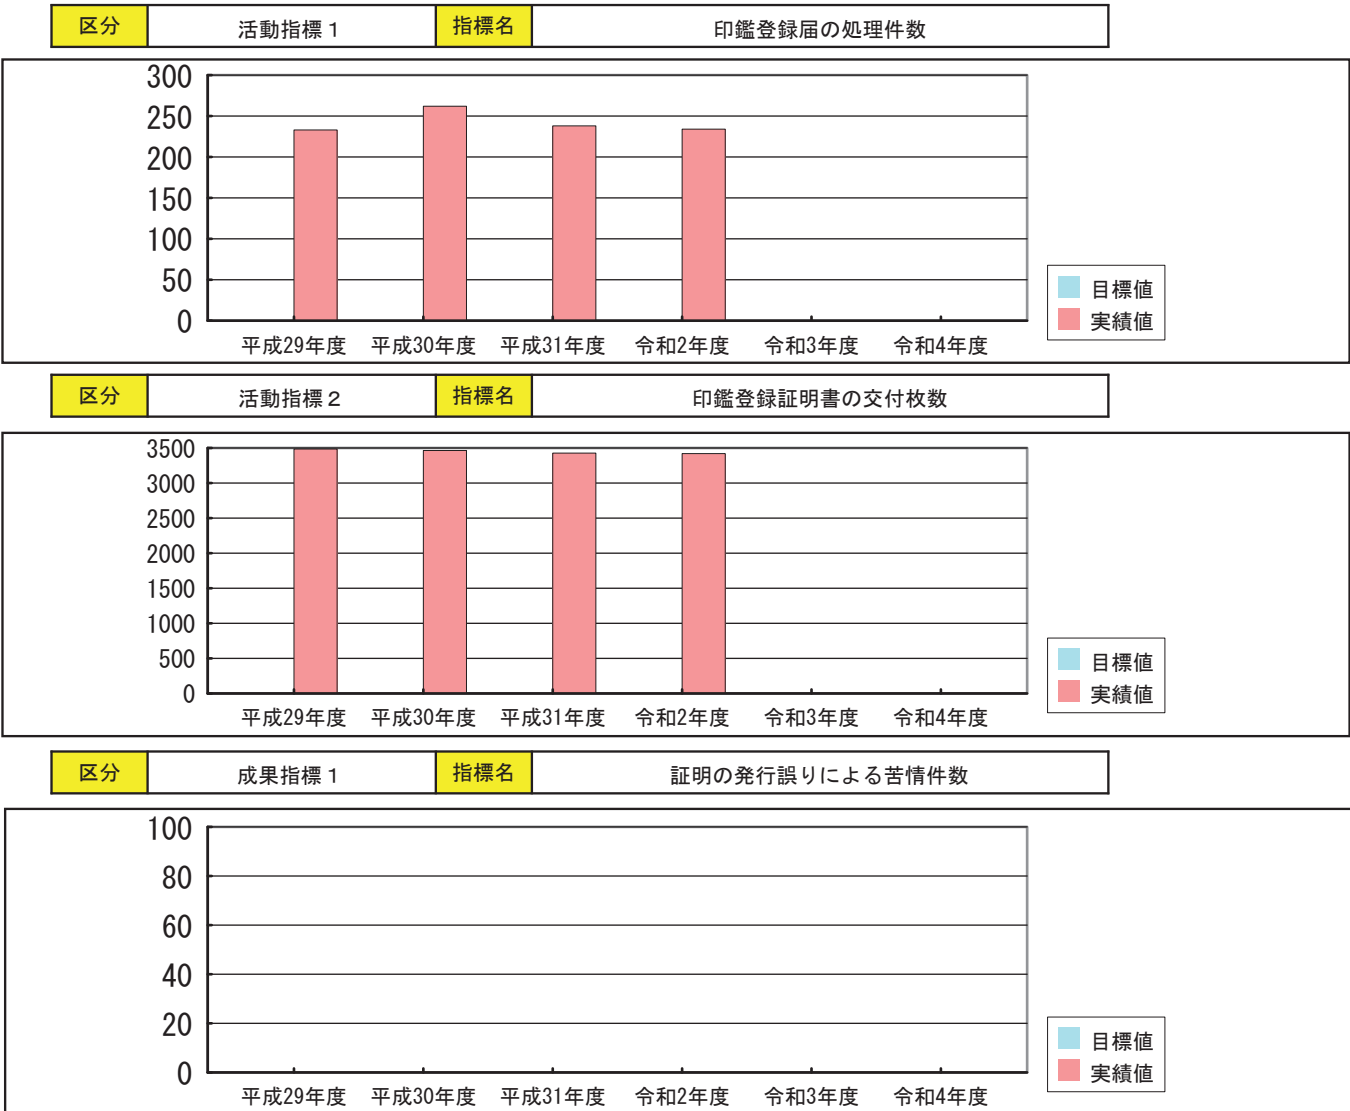 区分 活動指標1 指標名 印鑑登録届の処理件数
300
250
200
150
100
50
0
平成29年度 平成30年度 平成31年度 令和2年度 令和3年度 令和4年度
目標値
実績値
区分 活動指標2 指標名 印鑑登録証明書の交付枚数
3500
3000
2500
2000
1500
1000
500
0
平成29年度 平成30年度 平成31年度 令和2年度 令和3年度 令和4年度
目標値
実績値
区分 成果指標1 指標名 証明の発行誤りによる苦情件数
100
80
60
40
20
0
平成29年度 平成30年度 平成31年度 令和2年度 令和3年度 令和4年度
目標値
実績値